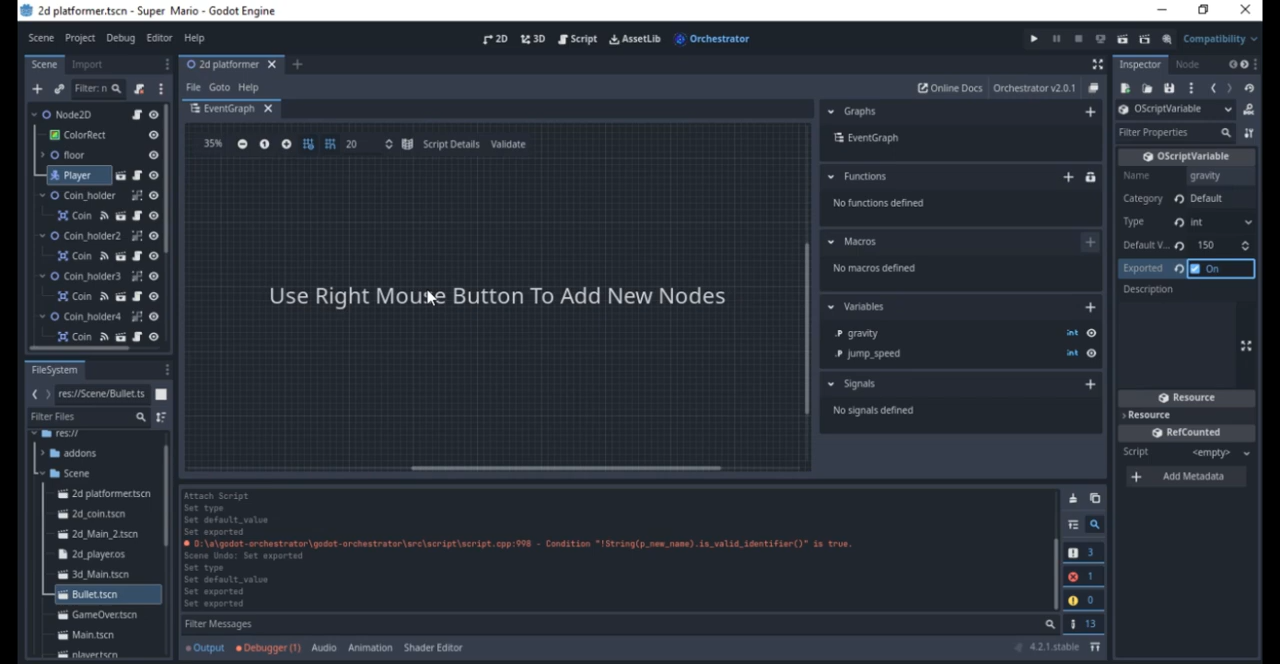 2d platformer.tscn - Super Mario - Godot Engine
Scene Project Debug Editor Help
2D 3D Script AssetLib Orchestrator
Compatibility
Scene Import
Filter: n
Node2D
ColorRect
floor
Player
Coin_holder
Coin
Coin_holder2
Coin
Coin_holder3
Coin
Coin_holder4
Coin
FileSystem
res://Scene/Bullet.ts
Filter Files
res://
addons
Scene
2d platformer.tscn
2d_coin.tscn
2d_Main_2.tscn
2d_player.os
3d_Main.tscn
Bullet.tscn
GameOver.tscn
Main.tscn
player.tscn
2d platformer
File Goto Help
Online Docs Orchestrator v2.0.1
EventGraph
35% 20 Script Details Validate
Use Right Mouse Button To Add New Nodes
Graphs
EventGraph
Functions
No functions defined
Macros
No macros defined
Variables
gravity int
jump_speed int
Signals
No signals defined
Attach Script
Set type
Set default_value
Set exported
D:\a\godot-orchestrator\godot-orchestrator\src\script\script.cpp:998 - Condition "!String(p_new_name).is_valid_identifier()" is true.
Scene Undo: Set exported
Set type
Set default_value
Set exported
Set exported
3
1
0
13
Filter Messages
Output Debugger (1) Audio Animation Shader Editor
4.2.1.stable
Inspector Node
OScriptVariable
Filter Properties
OScriptVariable
Name gravity
Category Default
Type int
Default V... 150
Exported On
Description
Resource
Resource
RefCounted
Script <empty>
Add Metadata